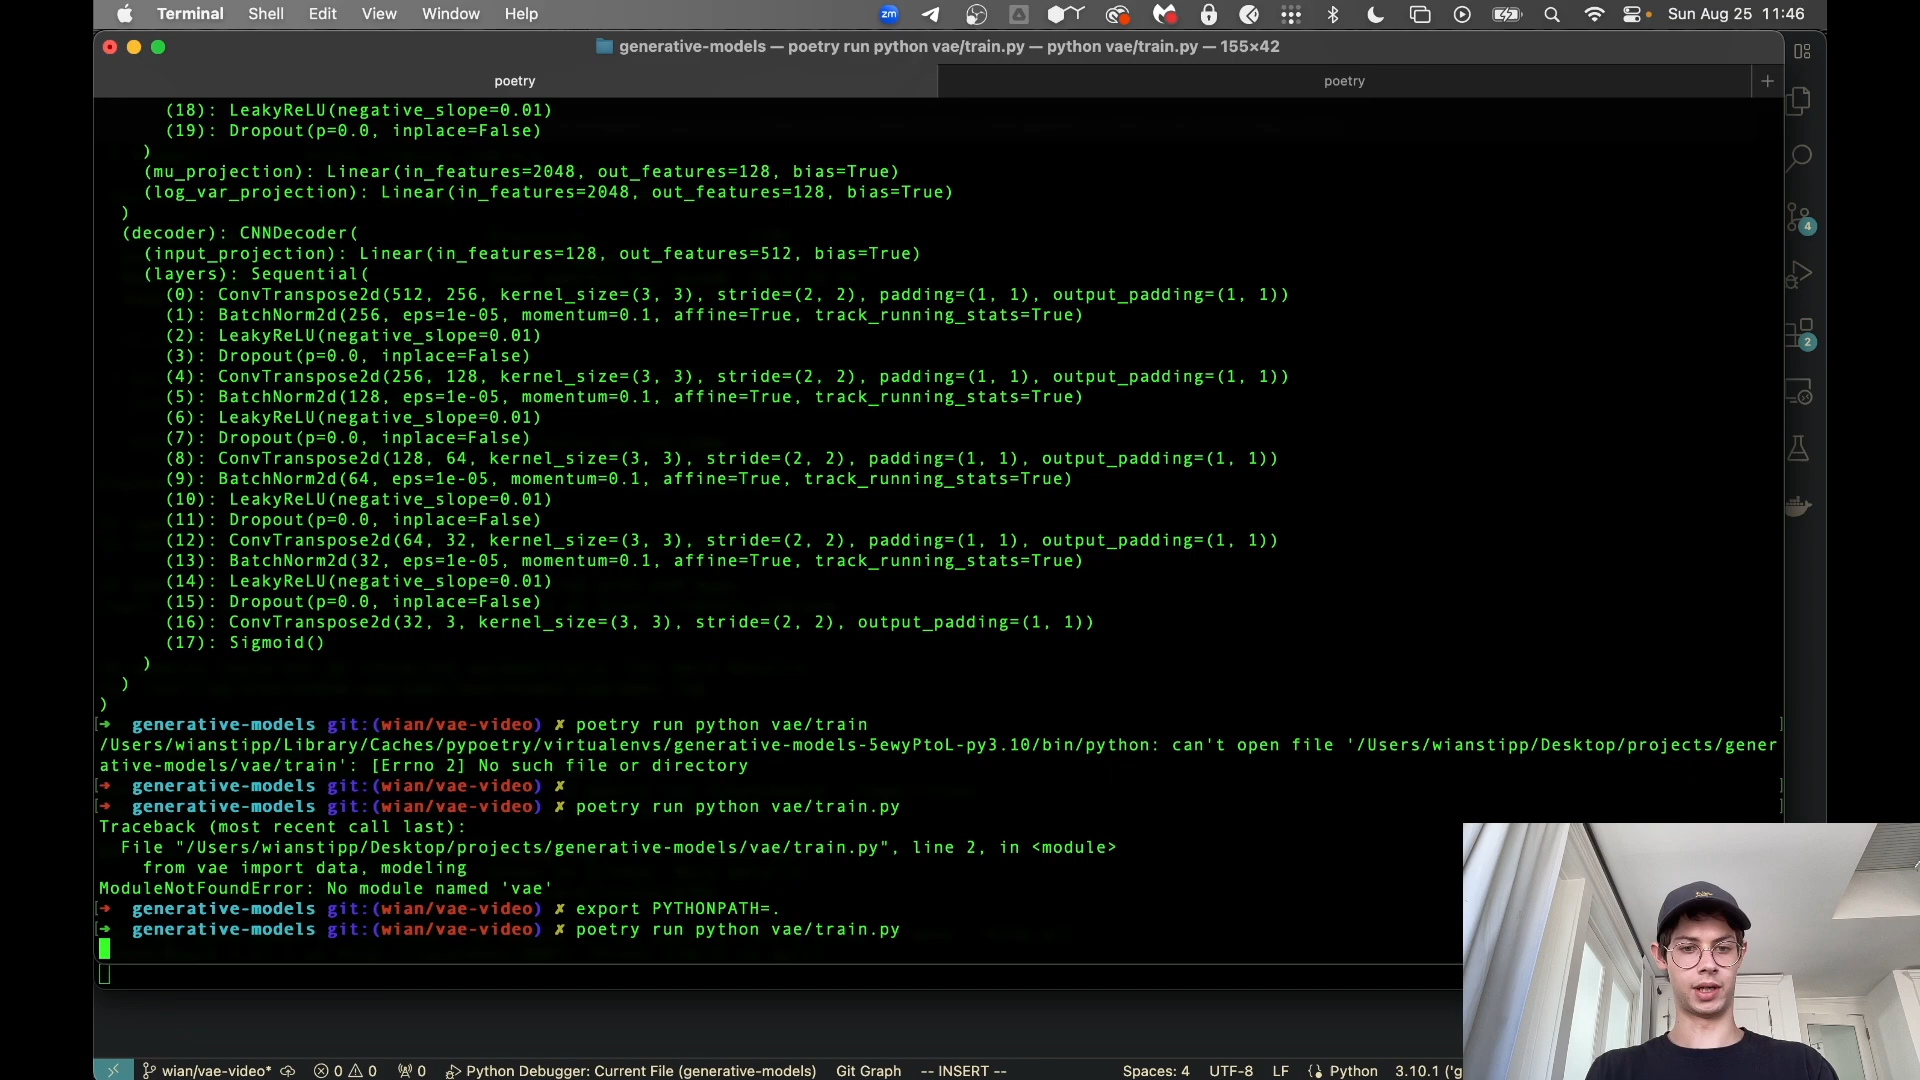 Terminal Shell Edit View Window Help zm Sun Aug 25 11:46
generative-models — poetry run python vae/train.py — python vae/train.py — 155×42
poetry poetry +
(18): LeakyReLU(negative_slope=0.01)
(19): Dropout(p=0.0, inplace=False)
)
(mu_projection): Linear(in_features=2048, out_features=128, bias=True)
(log_var_projection): Linear(in_features=2048, out_features=128, bias=True)
)
(decoder): CNNDecoder(
(input_projection): Linear(in_features=128, out_features=512, bias=True)
(layers): Sequential(
(0): ConvTranspose2d(512, 256, kernel_size=(3, 3), stride=(2, 2), padding=(1, 1), output_padding=(1, 1))
(1): BatchNorm2d(256, eps=1e-05, momentum=0.1, affine=True, track_running_stats=True)
(2): LeakyReLU(negative_slope=0.01)
(3): Dropout(p=0.0, inplace=False)
(4): ConvTranspose2d(256, 128, kernel_size=(3, 3), stride=(2, 2), padding=(1, 1), output_padding=(1, 1))
(5): BatchNorm2d(128, eps=1e-05, momentum=0.1, affine=True, track_running_stats=True)
(6): LeakyReLU(negative_slope=0.01)
(7): Dropout(p=0.0, inplace=False)
(8): ConvTranspose2d(128, 64, kernel_size=(3, 3), stride=(2, 2), padding=(1, 1), output_padding=(1, 1))
(9): BatchNorm2d(64, eps=1e-05, momentum=0.1, affine=True, track_running_stats=True)
(10): LeakyReLU(negative_slope=0.01)
(11): Dropout(p=0.0, inplace=False)
(12): ConvTranspose2d(64, 32, kernel_size=(3, 3), stride=(2, 2), padding=(1, 1), output_padding=(1, 1))
(13): BatchNorm2d(32, eps=1e-05, momentum=0.1, affine=True, track_running_stats=True)
(14): LeakyReLU(negative_slope=0.01)
(15): Dropout(p=0.0, inplace=False)
(16): ConvTranspose2d(32, 3, kernel_size=(3, 3), stride=(2, 2), output_padding=(1, 1))
(17): Sigmoid()
)
)
)
[➜ generative-models git:(wian/vae-video) ✗ poetry run python vae/train ]
/Users/wianstipp/Library/Caches/pypoetry/virtualenvs/generative-models-5ewyPtoL-py3.10/bin/python: can't open file '/Users/wianstipp/Desktop/projects/gener
ative-models/vae/train': [Errno 2] No such file or directory
[➜ generative-models git:(wian/vae-video) ✗ ]
[➜ generative-models git:(wian/vae-video) ✗ poetry run python vae/train.py ]
Traceback (most recent call last):
File "/Users/wianstipp/Desktop/projects/generative-models/vae/train.py", line 2, in <module>
from vae import data, modeling
ModuleNotFoundError: No module named 'vae'
[➜ generative-models git:(wian/vae-video) ✗ export PYTHONPATH=.
[➜ generative-models git:(wian/vae-video) ✗ poetry run python vae/train.py
4
2
wian/vae-video* 0 0 0 Python Debugger: Current File (generative-models) Git Graph -- INSERT -- Spaces: 4 UTF-8 LF Python 3.10.1 ('g